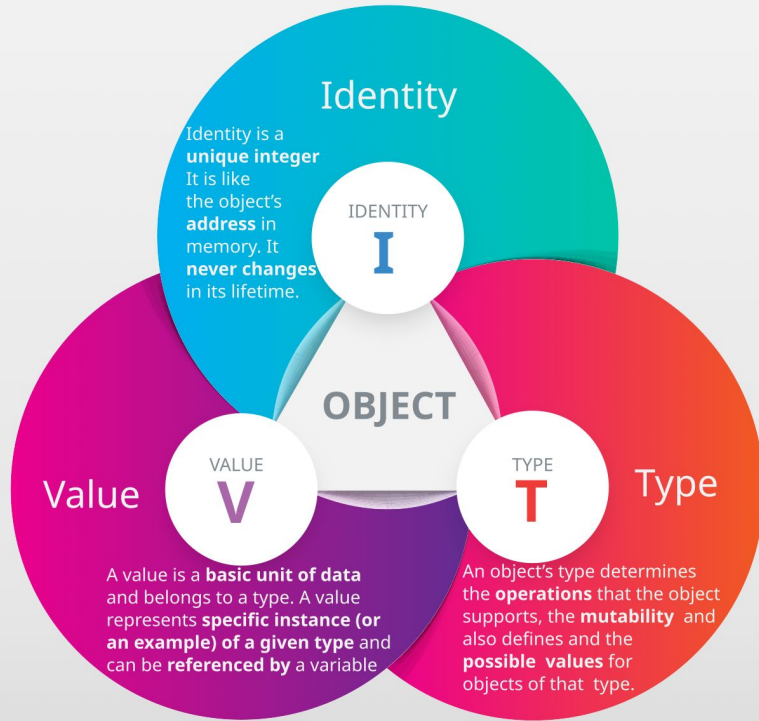 Identity
Identity is a
unique integer
It is like
the object's
address in
memory. It
never changes
in its lifetime.
IDENTITY
I
OBJECT
Value
VALUE
V
A value is a basic unit of data
and belongs to a type. A value
represents specific instance (or
an example) of a given type and
can be referenced by a variable
TYPE
T
Type
An object's type determines
the operations that the object
supports, the mutability and
also defines and the
possible values for
objects of that type.